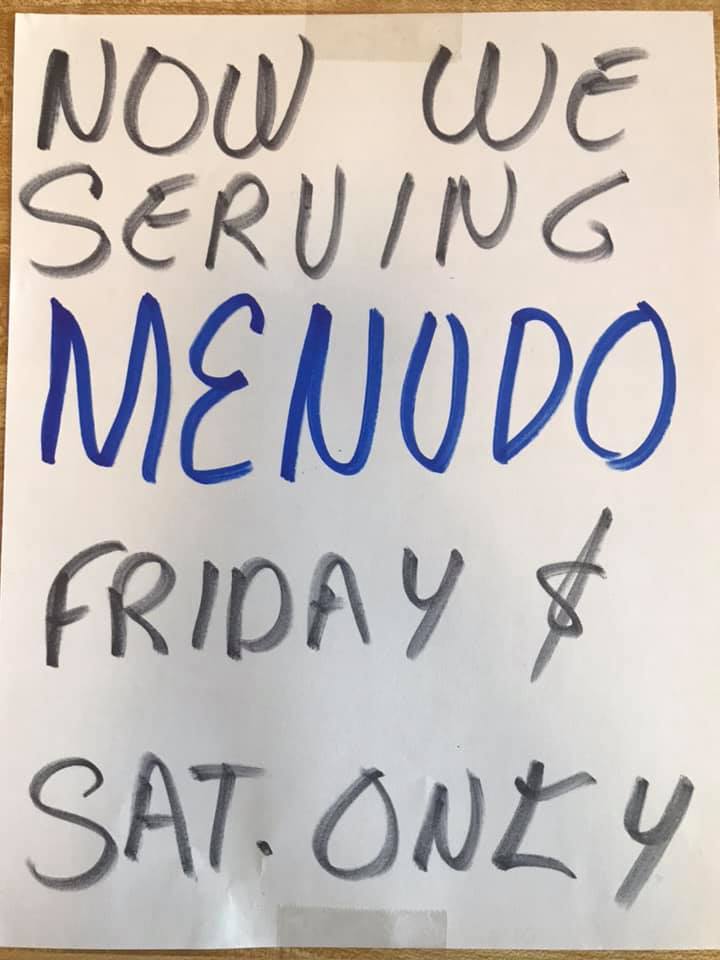 NOW WE
SERVING
MENUDO
FRIDAY $
SAT. ONLY